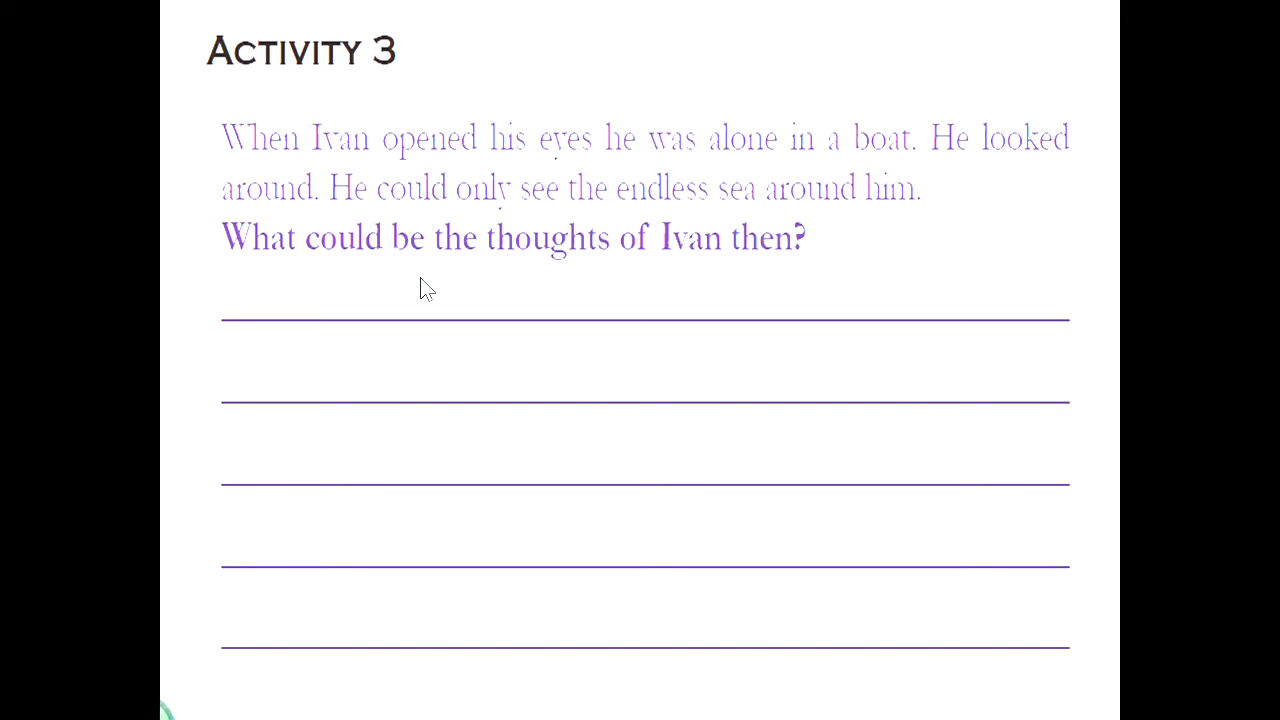 ACTIVITY 3
When Ivan opened his eyes he was alone in a boat. He looked
around. He could only see the endless sea around him.
What could be the thoughts of Ivan then?